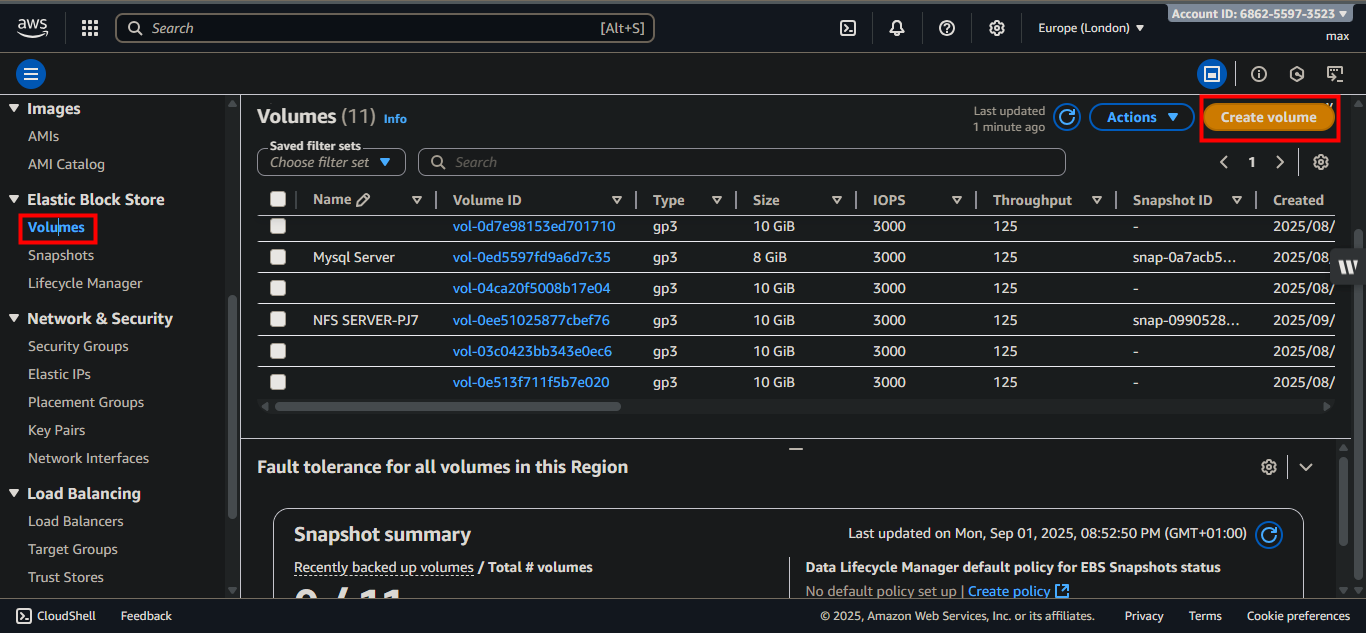 aws
Search [Alt+S]
Europe (London)
Account ID: 6862-5597-3523
max
Images
AMIs
AMI Catalog
Elastic Block Store
Volumes
Snapshots
Lifecycle Manager
Network & Security
Security Groups
Elastic IPs
Placement Groups
Key Pairs
Network Interfaces
Load Balancing
Load Balancers
Target Groups
Trust Stores
Volumes (11) Info
Last updated
1 minute ago
Actions
Create volume
Saved filter sets
Choose filter set
Search
1
Name Volume ID Type Size IOPS Throughput Snapshot ID Created
vol-0d7e98153ed701710 gp3 10 GiB 3000 125 - 2025/08/
Mysql Server vol-0ed5597fd9a6d7c35 gp3 8 GiB 3000 125 snap-0a7acb5... 2025/08/
vol-04ca20f5008b17e04 gp3 10 GiB 3000 125 - 2025/08/
NFS SERVER-PJ7 vol-0ee51025877cbef76 gp3 10 GiB 3000 125 snap-0990528... 2025/09/
vol-03c0423bb343e0ec6 gp3 10 GiB 3000 125 - 2025/08/
vol-0e513f711f5b7e020 gp3 10 GiB 3000 125 - 2025/08/
Fault tolerance for all volumes in this Region
Snapshot summary
Last updated on Mon, Sep 01, 2025, 08:52:50 PM (GMT+01:00)
Recently backed up volumes / Total # volumes
0 / 11
Data Lifecycle Manager default policy for EBS Snapshots status
No default policy set up | Create policy
W
CloudShell Feedback
© 2025, Amazon Web Services, Inc. or its affiliates. Privacy Terms Cookie preferences